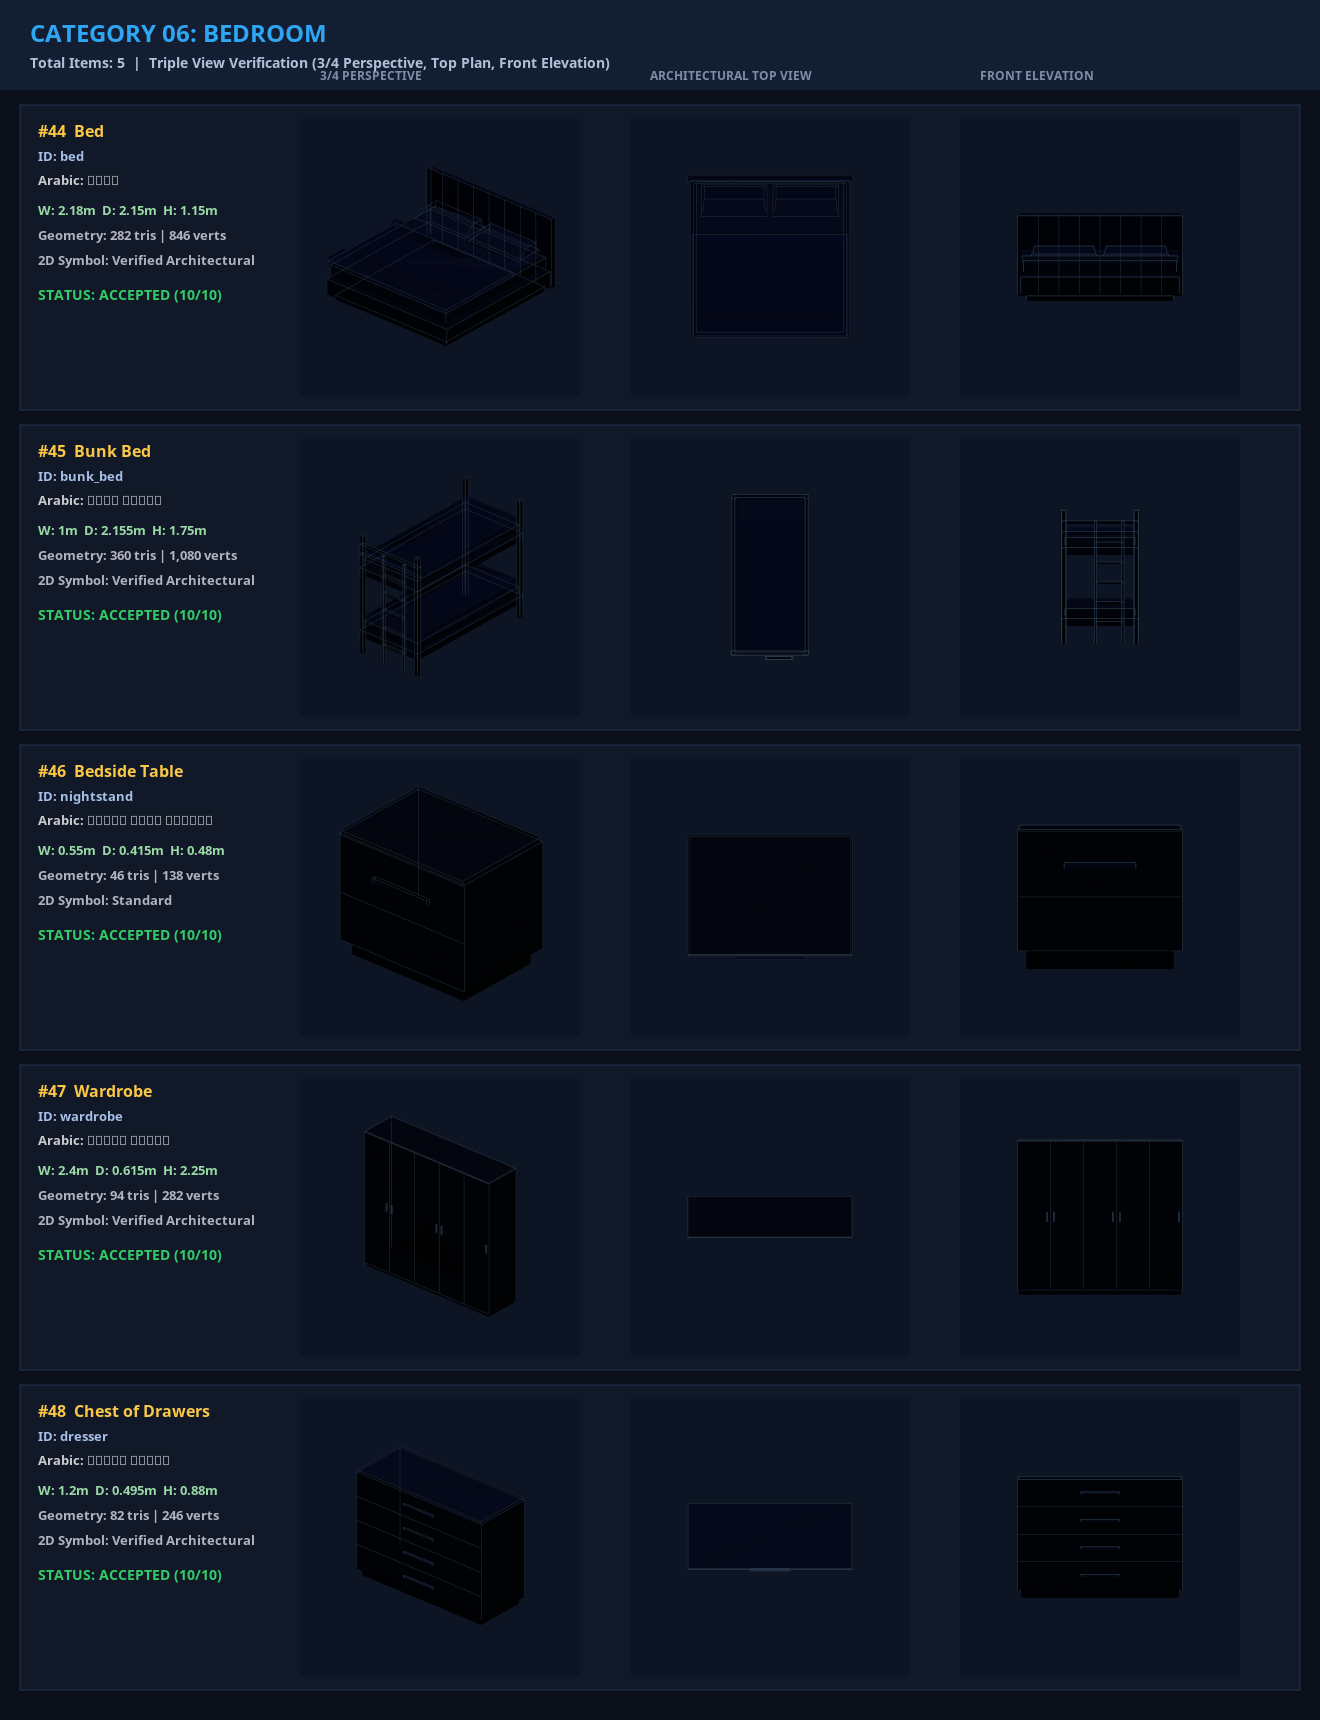 CATEGORY 06: BEDROOM
Total Items: 5 | Triple View Verification (3/4 Perspective, Top Plan, Front Elevation)
3/4 PERSPECTIVE ARCHITECTURAL TOP VIEW FRONT ELEVATION
#44 Bed
ID: bed
Arabic: □□□□
W: 2.18m D: 2.15m H: 1.15m
Geometry: 282 tris | 846 verts
2D Symbol: Verified Architectural
STATUS: ACCEPTED (10/10)
#45 Bunk Bed
ID: bunk_bed
Arabic: □□□□ □□□□□
W: 1m D: 2.155m H: 1.75m
Geometry: 360 tris | 1,080 verts
2D Symbol: Verified Architectural
STATUS: ACCEPTED (10/10)
#46 Bedside Table
ID: nightstand
Arabic: □□□□□ □□□□ □□□□□□
W: 0.55m D: 0.415m H: 0.48m
Geometry: 46 tris | 138 verts
2D Symbol: Standard
STATUS: ACCEPTED (10/10)
#47 Wardrobe
ID: wardrobe
Arabic: □□□□□ □□□□□
W: 2.4m D: 0.615m H: 2.25m
Geometry: 94 tris | 282 verts
2D Symbol: Verified Architectural
STATUS: ACCEPTED (10/10)
#48 Chest of Drawers
ID: dresser
Arabic: □□□□□ □□□□□
W: 1.2m D: 0.495m H: 0.88m
Geometry: 82 tris | 246 verts
2D Symbol: Verified Architectural
STATUS: ACCEPTED (10/10)